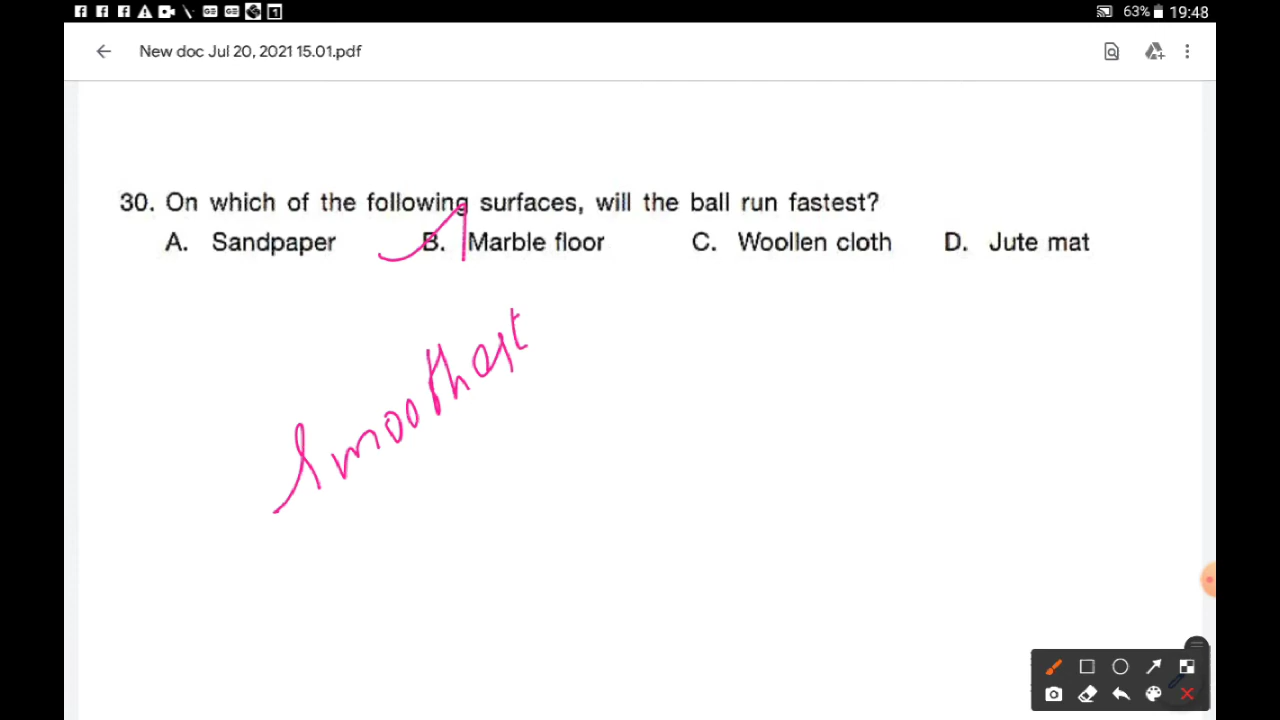 63% 19:48
New doc Jul 20, 2021 15.01.pdf
30. On which of the following surfaces, will the ball run fastest?
A. Sandpaper B. Marble floor C. Woollen cloth D. Jute mat
Smoothest